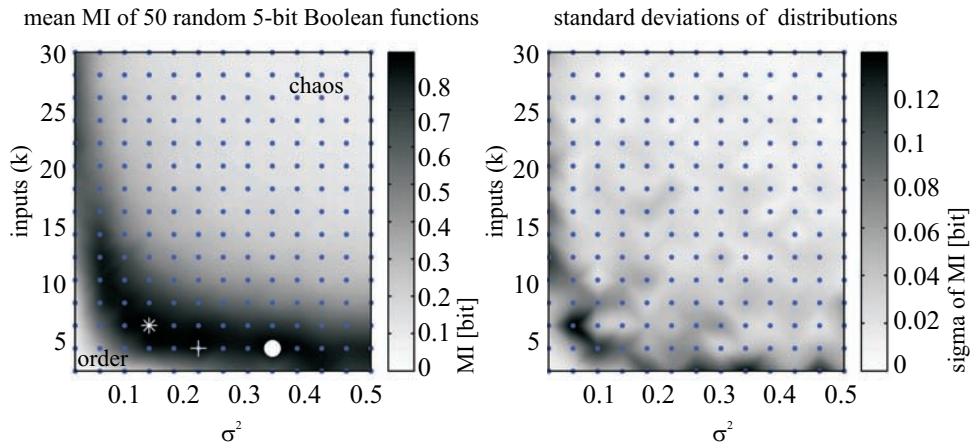 mean MI of 50 random 5-bit Boolean functions
30
25
20
15
10
5
inputs (k)
chaos
order
0.1 0.2 0.3 0.4 0.5
σ²
0.8
0.7
0.6
0.5
0.4
0.3
0.2
0.1
0
MI [bit]
standard deviations of distributions
30
25
20
15
10
5
inputs (k)
0.1 0.2 0.3 0.4 0.5
σ²
0.12
0.1
0.08
0.06
0.04
0.02
0
sigma of MI [bit]